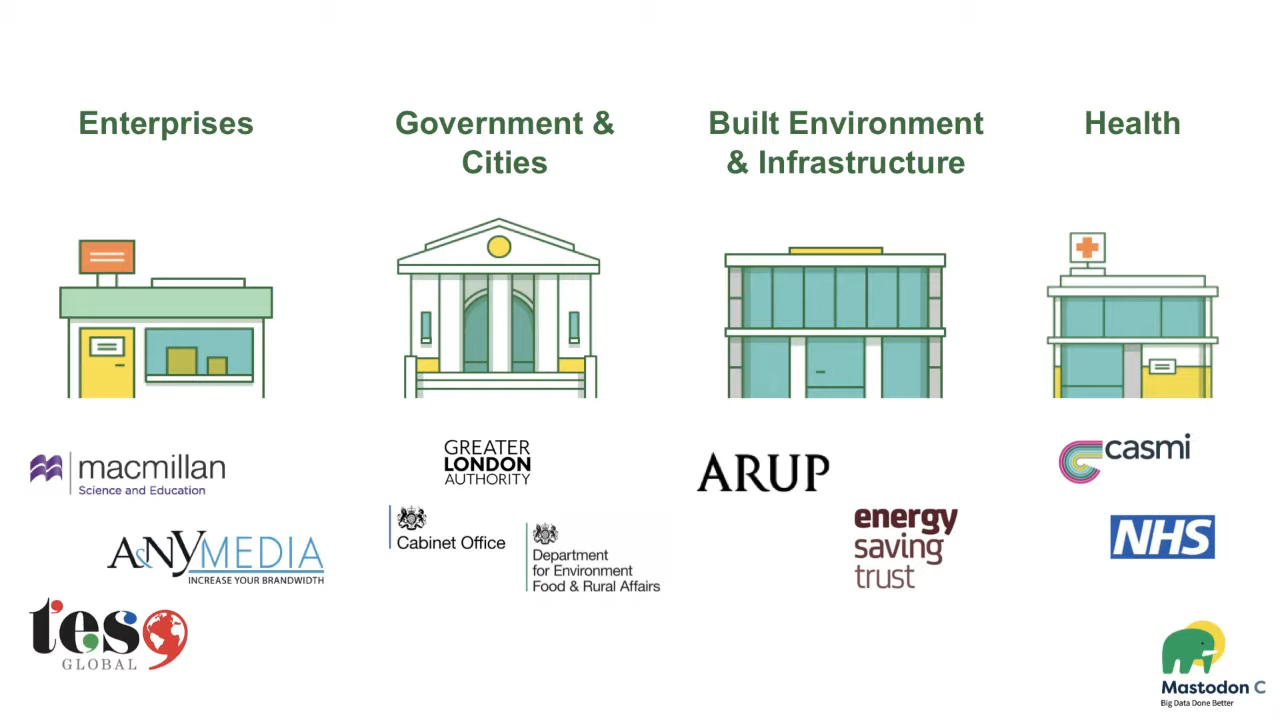 Enterprises
Government &
Cities
Built Environment
& Infrastructure
Health
macmillan
Science and Education
A&NY MEDIA
INCREASE YOUR BRANDWIDTH
tes
GLOBAL
GREATER
LONDON
AUTHORITY
Cabinet Office
Department
for Environment
Food & Rural Affairs
ARUP
energy
saving
trust
casmi
NHS
Mastodon C
Big Data Done Better